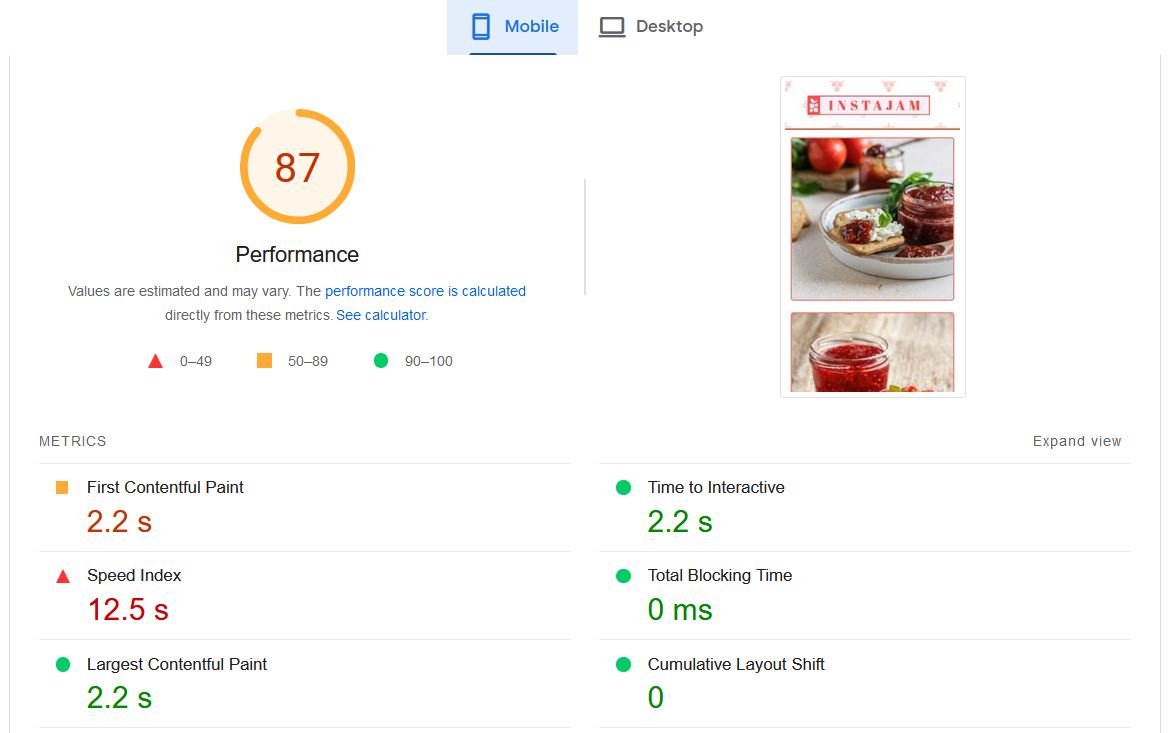 Mobile
Desktop
87
INSTAJAM
Performance
Values are estimated and may vary. The performance score is calculated
directly from these metrics. See calculator.
0–49
50–89
90–100
METRICS
Expand view
First Contentful Paint
2.2 s
Time to Interactive
2.2 s
Speed Index
12.5 s
Total Blocking Time
0 ms
Largest Contentful Paint
2.2 s
Cumulative Layout Shift
0